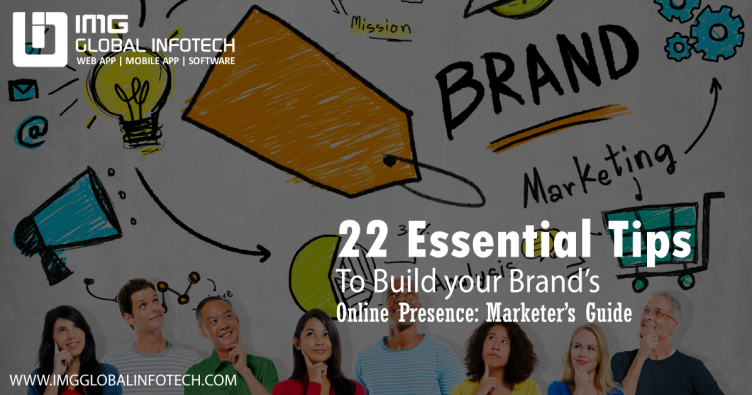 IMG
GLOBAL INFOTECH
WEB APP | MOBILE APP | SOFTWARE
Mission
BRAND
@
Marketing
22 Essential Tips
To Build your Brand's
Online Presence: Marketer's Guide
Analysis
WWW.IMGGLOBALINFOTECH.COM